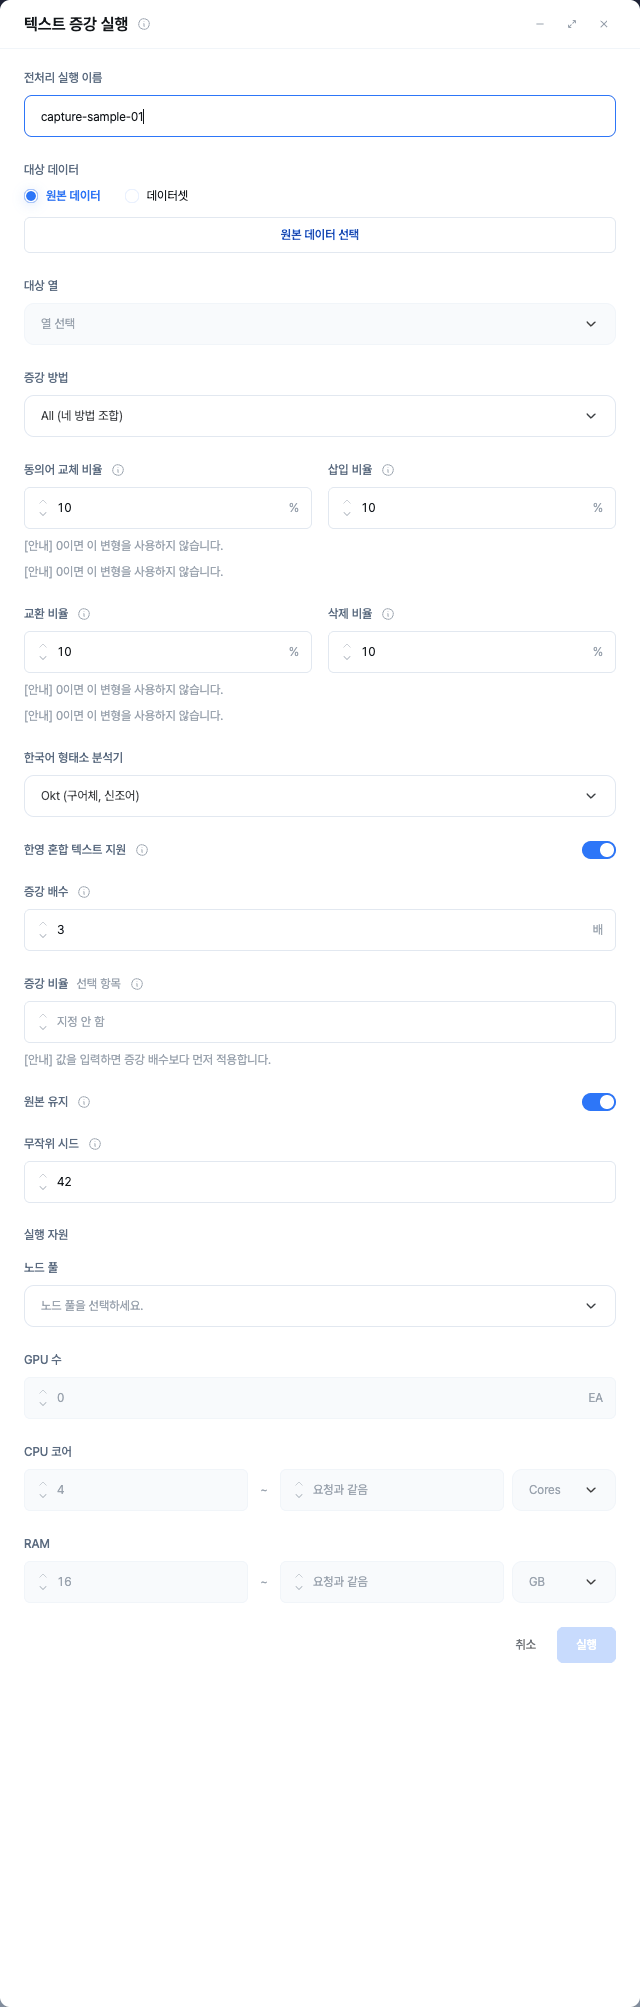 텍스트 증강 실행
전처리 실행 이름
capture-sample-01
대상 데이터
원본 데이터 데이터셋
원본 데이터 선택
대상 열
열 선택
증강 방법
All (네 방법 조합)
동의어 교체 비율 삽입 비율
10 % 10 %
[안내] 0이면 이 변형을 사용하지 않습니다.
[안내] 0이면 이 변형을 사용하지 않습니다.
교환 비율 삭제 비율
10 % 10 %
[안내] 0이면 이 변형을 사용하지 않습니다.
[안내] 0이면 이 변형을 사용하지 않습니다.
한국어 형태소 분석기
Okt (구어체, 신조어)
한영 혼합 텍스트 지원
증강 배수
3 배
증강 비율 선택 항목
지정 안 함
[안내] 값을 입력하면 증강 배수보다 먼저 적용합니다.
원본 유지
무작위 시드
42
실행 자원
노드 풀
노드 풀을 선택하세요.
GPU 수
0 EA
CPU 코어
4 ~ 요청과 같음 Cores
RAM
16 ~ 요청과 같음 GB
취소 실행